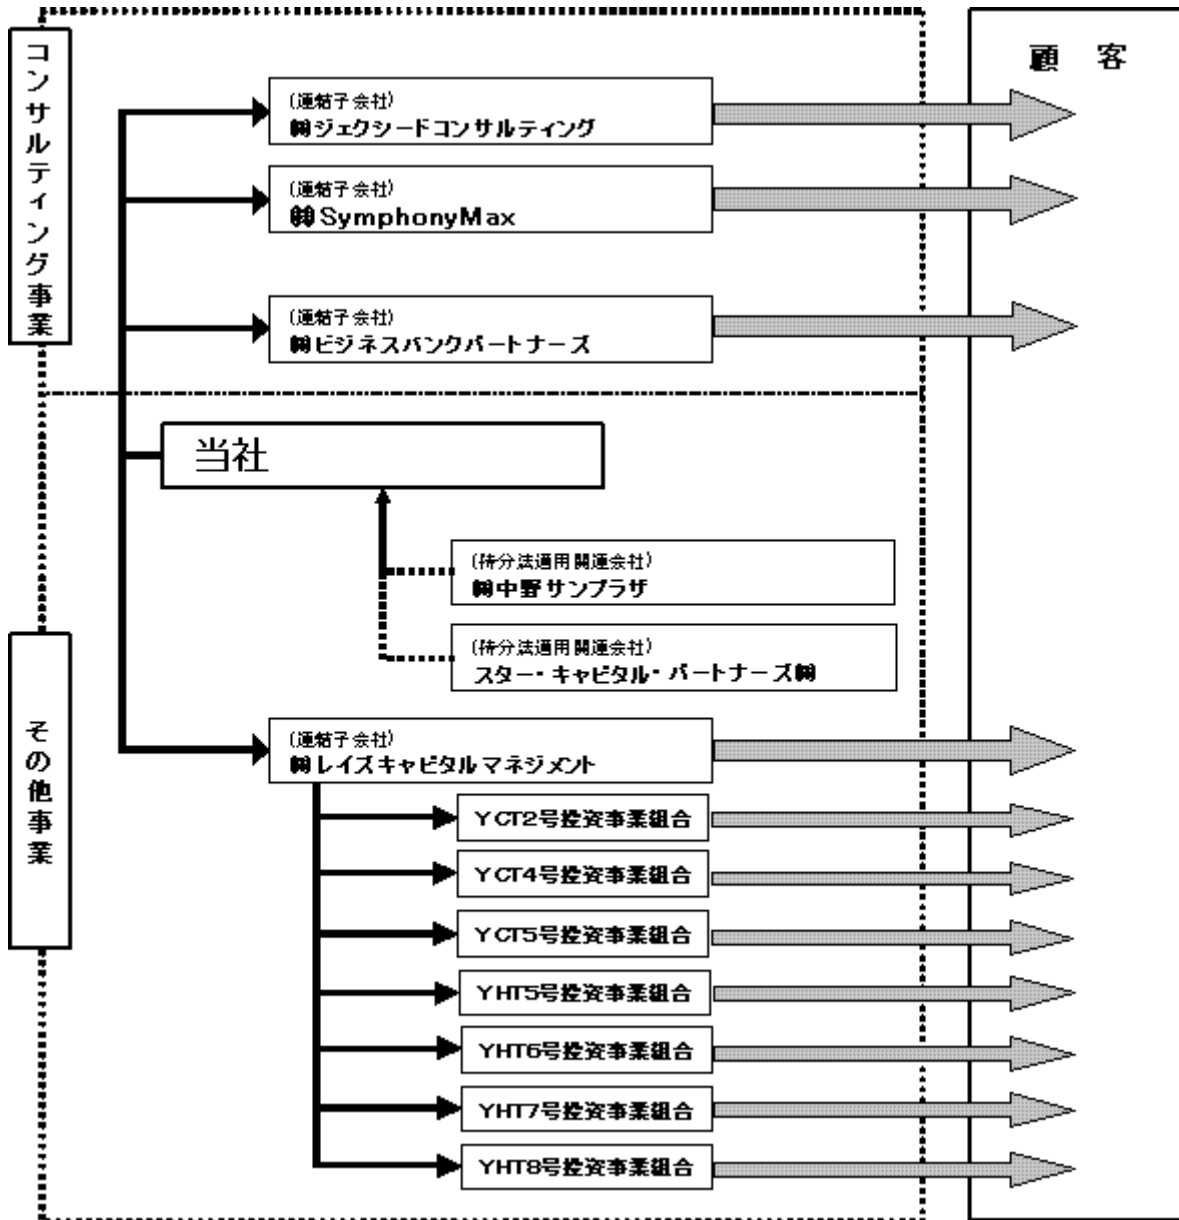 コンサルティング事業
顧 客
(連結子会社)
㈱ジェクシードコンサルティング
(連結子会社)
㈱SymphonyMax
(連結子会社)
㈱ビジネスバンクパートナーズ
当社
(持分法適用関連会社)
㈱中野サンプラザ
(持分法適用関連会社)
スター・キャピタル・パートナーズ㈱
その他事業
(連結子会社)
㈱レイズキャピタルマネジメント
YCT2号投資事業組合
YCT4号投資事業組合
YCT5号投資事業組合
YHT5号投資事業組合
YHT6号投資事業組合
YHT7号投資事業組合
YHT8号投資事業組合